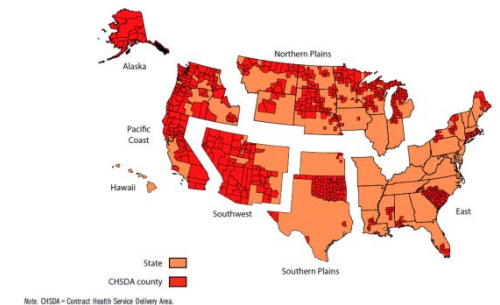 Northern Plains
Alaska
Pacific
Coast
Hawaii
East
Southwest
State
CHSDA county
Southern Plains
Note. CHSDA = Contract Health Service Delivery Area.